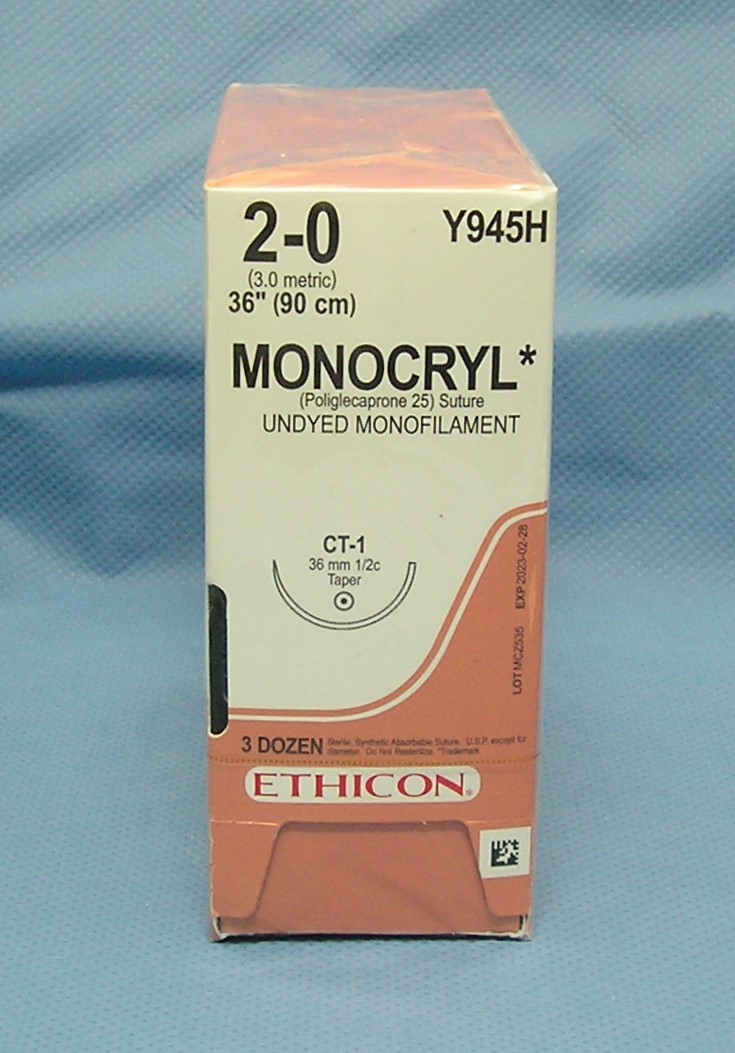 2-0
Y945H
(3.0 metric)
36" (90 cm)
MONOCRYL*
(Poliglecaprone 25) Suture
UNDYED MONOFILAMENT
CT-1
36 mm 1/2c
Taper
LOT MCZ535 EXP 2023-02-28
3 DOZEN
Sterile, Synthetic Absorbable Suture. U.S.P. except for
diameter. Do Not Resterilize. *Trademark
ETHICON®